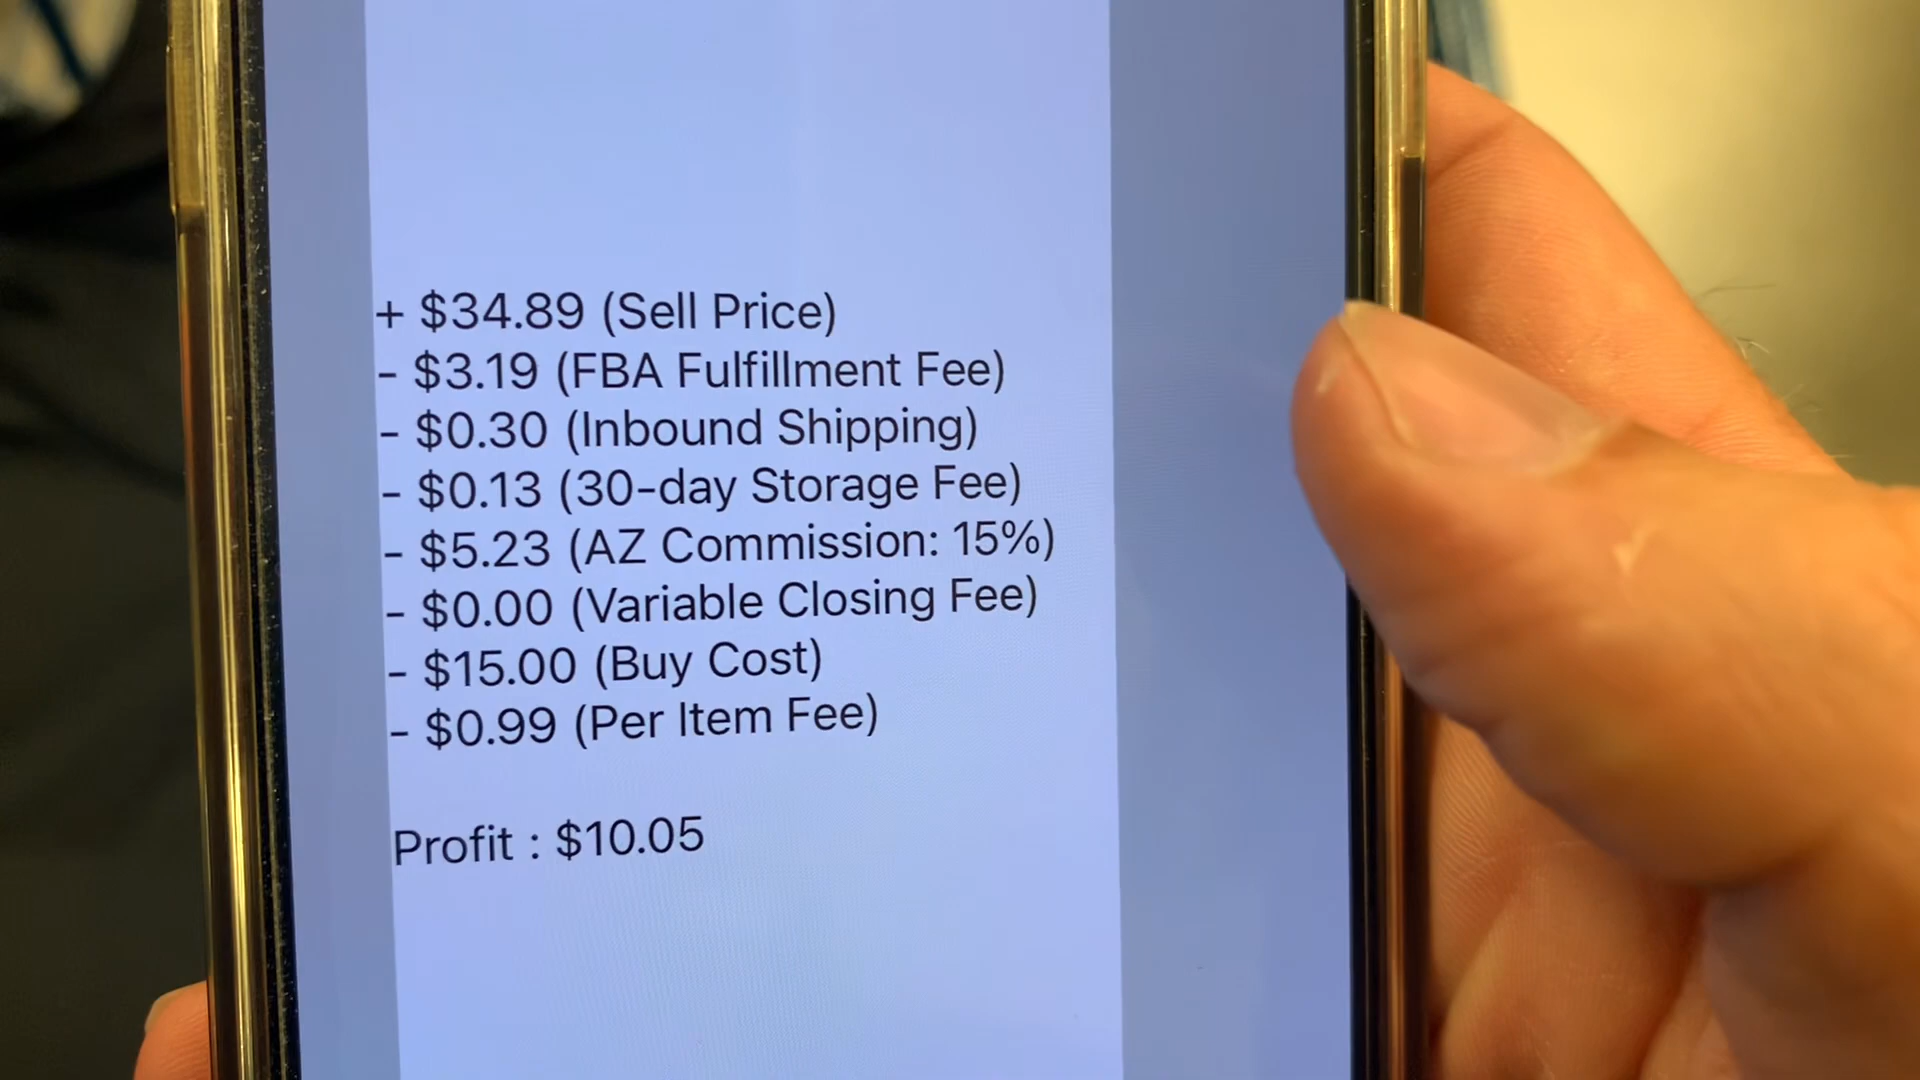 + $34.89 (Sell Price)
- $3.19 (FBA Fulfillment Fee)
- $0.30 (Inbound Shipping)
- $0.13 (30-day Storage Fee)
- $5.23 (AZ Commission: 15%)
- $0.00 (Variable Closing Fee)
- $15.00 (Buy Cost)
- $0.99 (Per Item Fee)
Profit : $10.05